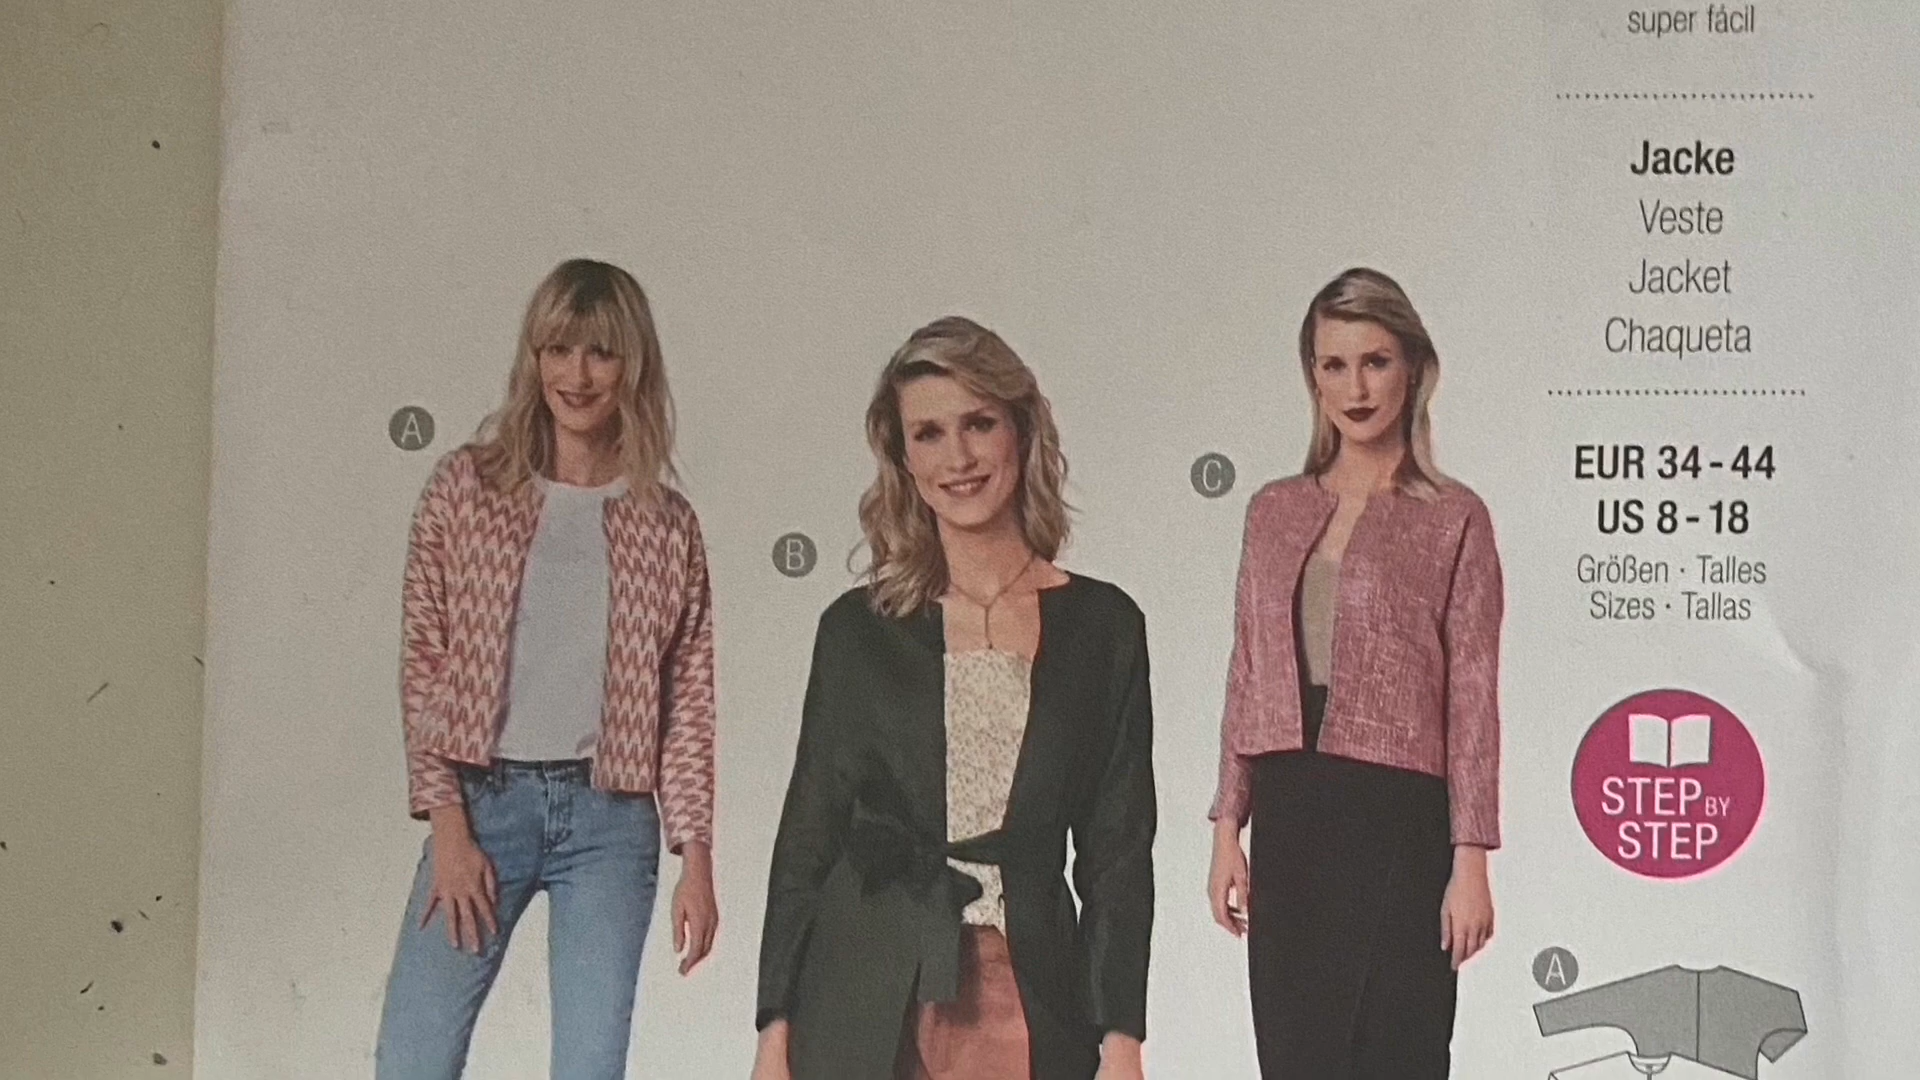 super fácil
Jacke
Veste
Jacket
Chaqueta
EUR 34 - 44
US 8 - 18
Größen · Talles
Sizes · Tallas
A
B
C
STEP BY
STEP
A